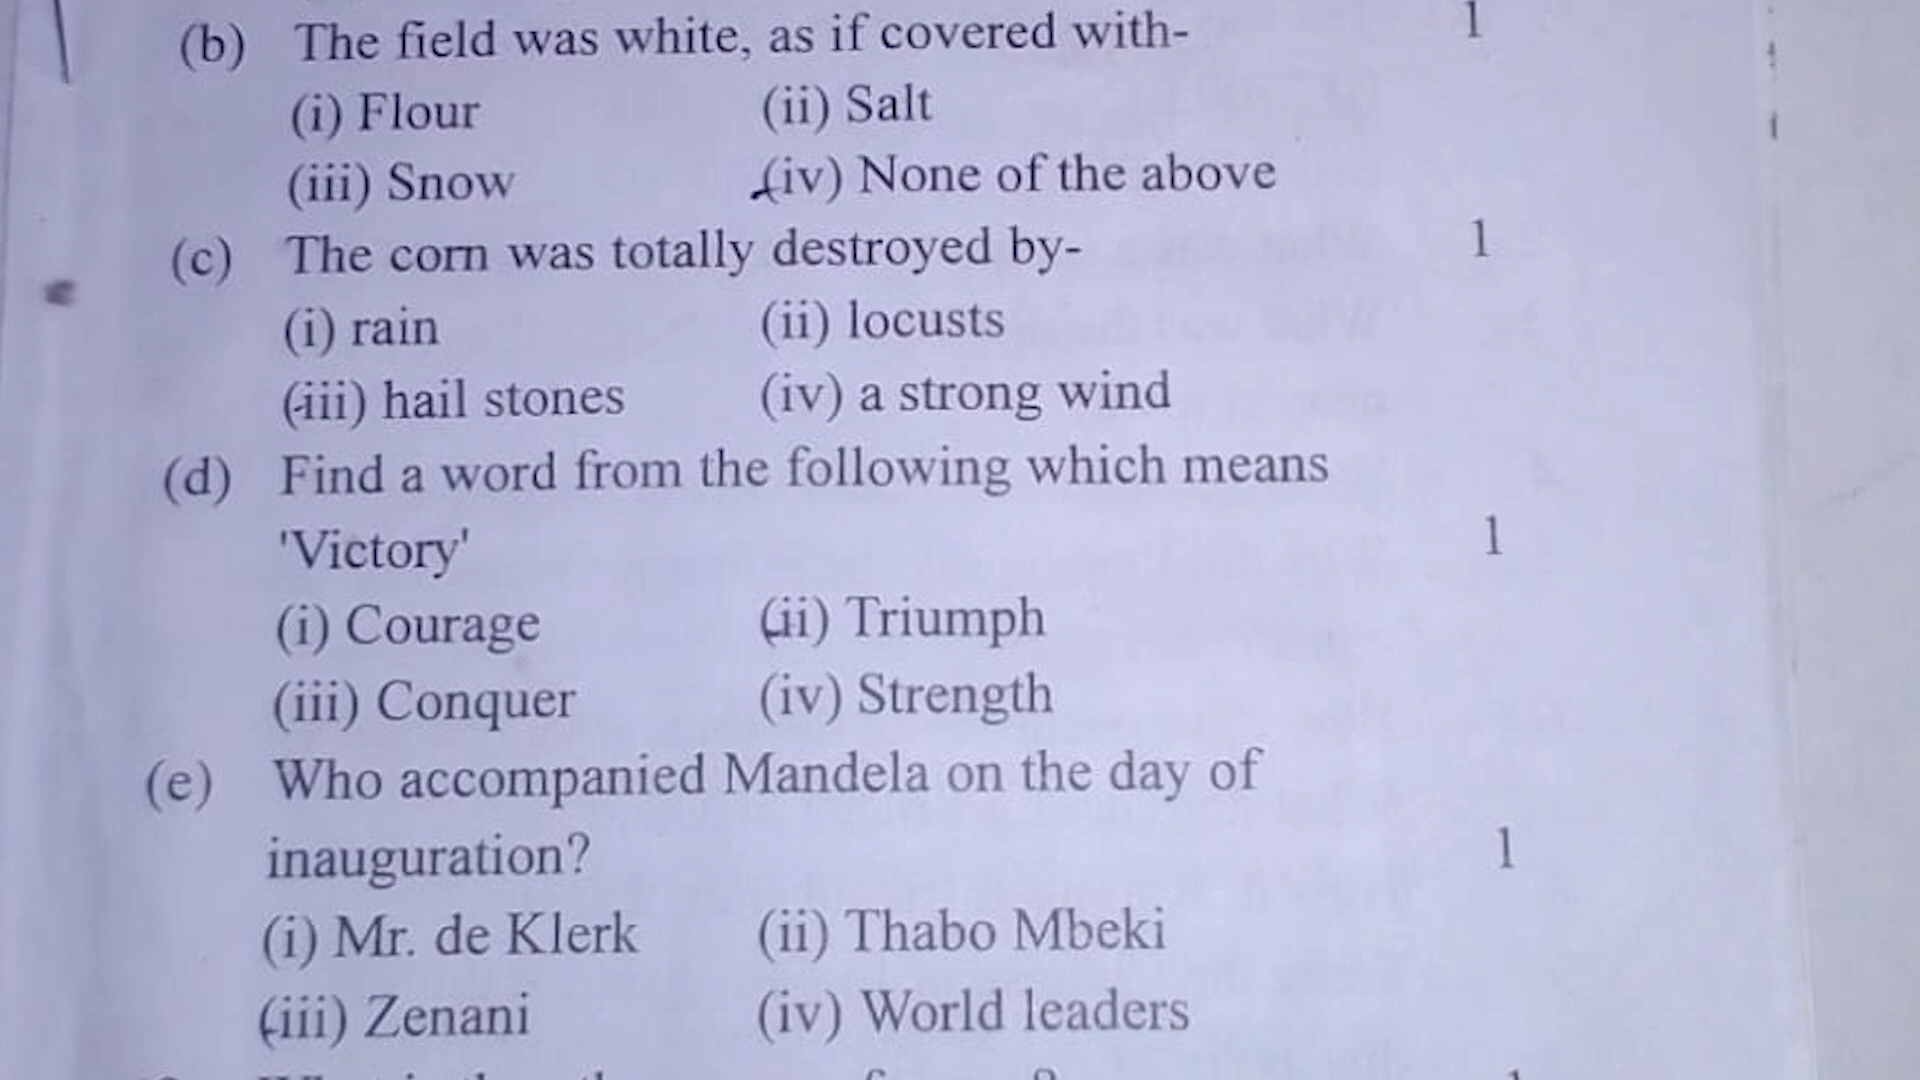 (b) The field was white, as if covered with- 1
(i) Flour (ii) Salt
(iii) Snow (iv) None of the above
(c) The corn was totally destroyed by- 1
(i) rain (ii) locusts
(iii) hail stones (iv) a strong wind
(d) Find a word from the following which means
'Victory' 1
(i) Courage (ii) Triumph
(iii) Conquer (iv) Strength
(e) Who accompanied Mandela on the day of
inauguration? 1
(i) Mr. de Klerk (ii) Thabo Mbeki
(iii) Zenani (iv) World leaders